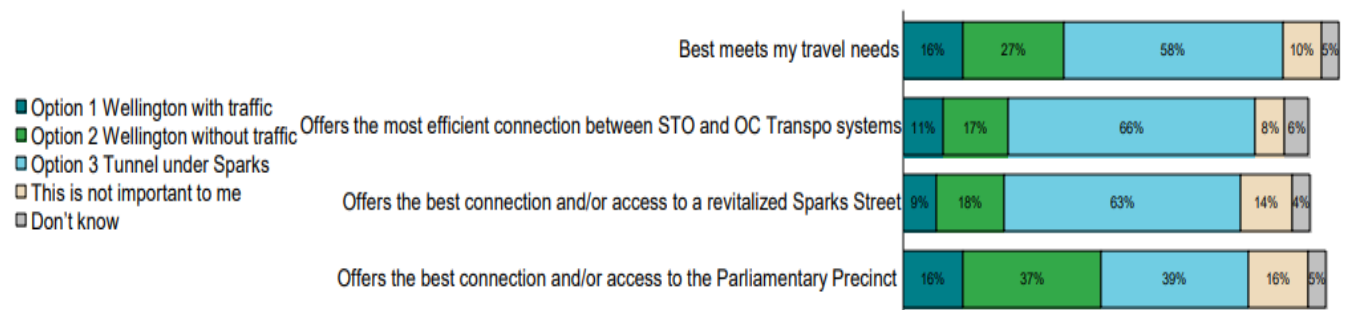 Best meets my travel needs 16% 27% 58% 10% 5%
Option 1 Wellington with traffic
Option 2 Wellington without traffic
Option 3 Tunnel under Sparks
This is not important to me
Don't know
Offers the most efficient connection between STO and OC Transpo systems 11% 17% 66% 8% 6%
Offers the best connection and/or access to a revitalized Sparks Street 9% 18% 63% 14% 4%
Offers the best connection and/or access to the Parliamentary Precinct 16% 37% 39% 16% 5%